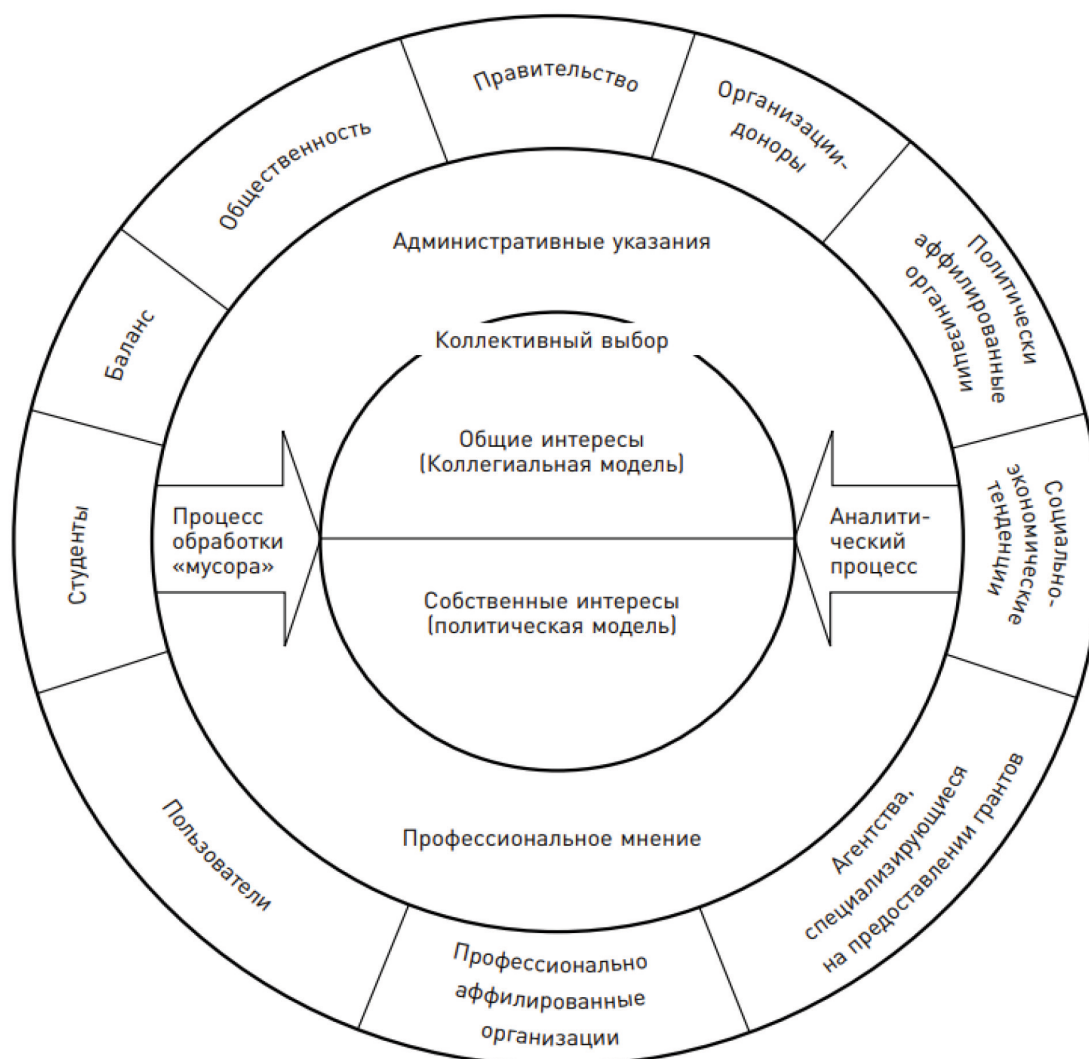 Правительство
Организации-
доноры
Общественность
Политически
аффилированные
организации
Баланс
Административные указания
Коллективный выбор
Общие интересы
(Коллегиальная модель)
Студенты
Процесс
обработки
«мусора»
Аналити-
ческий
процесс
Социально-
экономические
тенденции
Собственные интересы
(политическая модель)
Пользователи
Профессиональное мнение
Агентства,
специализирующиеся
на предоставлении грантов
Профессионально
аффилированные
организации